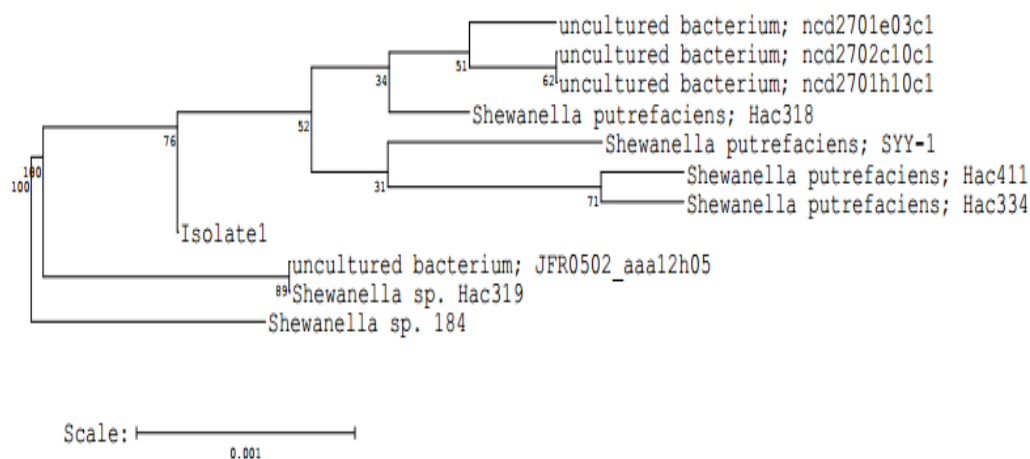 uncultured bacterium; ncd2701e03c1
51
uncultured bacterium; ncd2702c10c1
34
62
uncultured bacterium; ncd2701h10c1
Shewanella putrefaciens; Hac318
52
76
Shewanella putrefaciens; SYY-1
100
100
31
Shewanella putrefaciens; Hac411
71
Shewanella putrefaciens; Hac334
Isolate1
uncultured bacterium; JFR0502_aaa12h05
89
Shewanella sp. Hac319
Shewanella sp. 184
Scale:
0.001